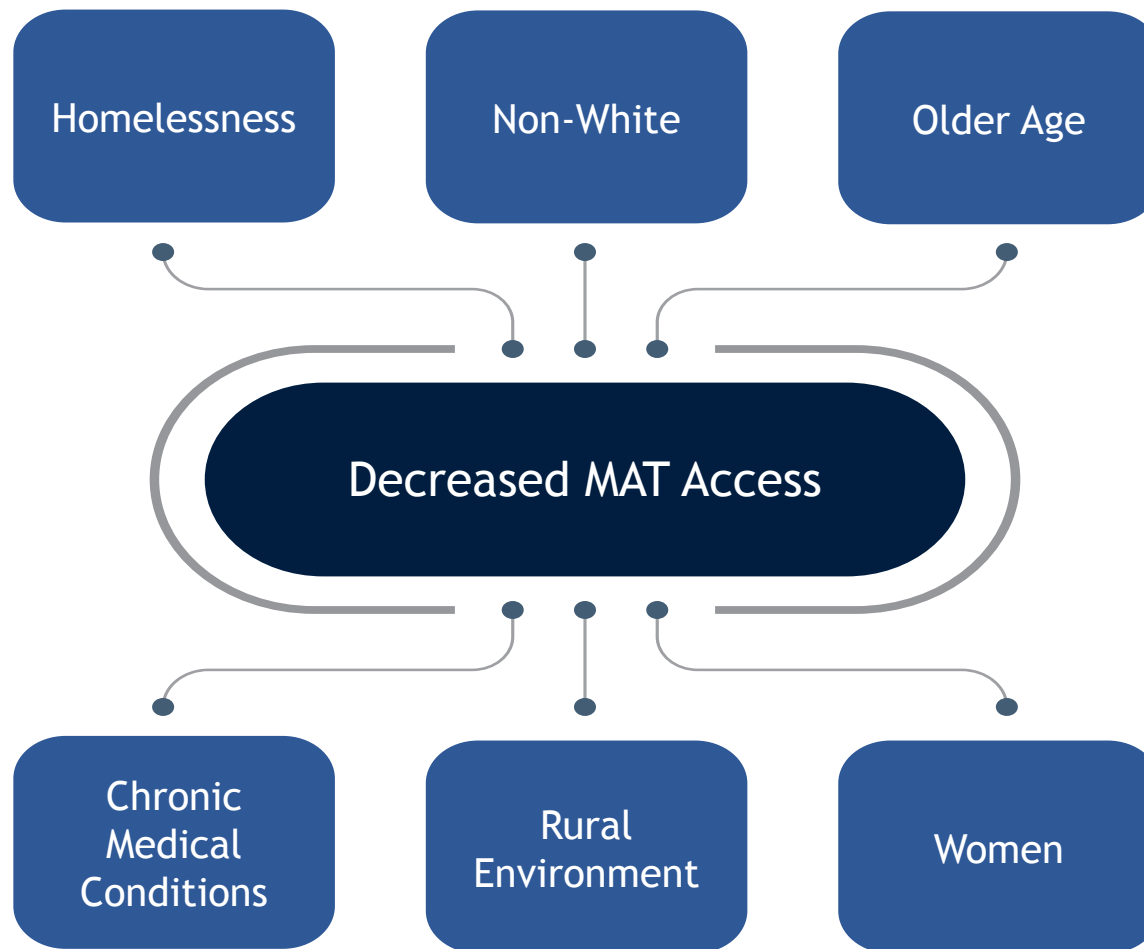 Homelessness
Non-White
Older Age
Decreased MAT Access
Chronic
Medical
Conditions
Rural
Environment
Women